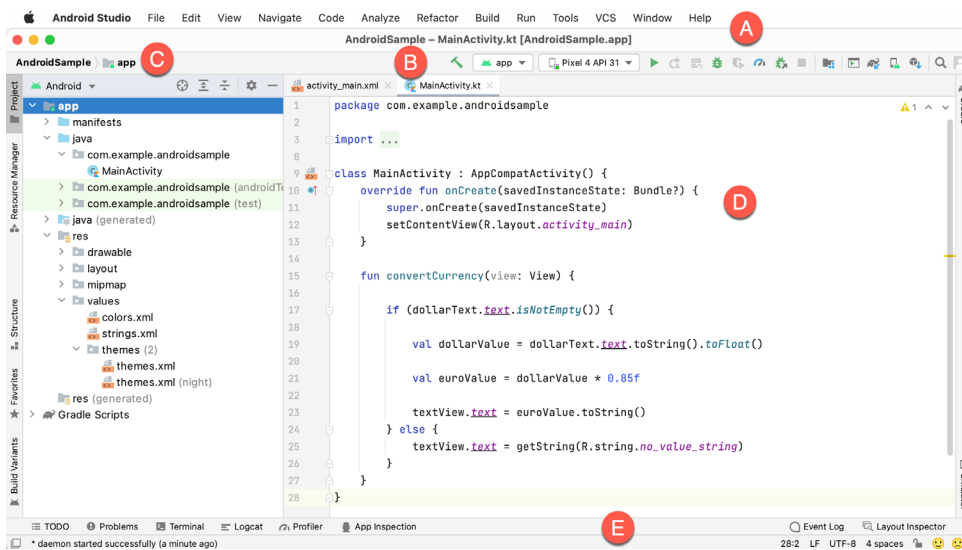 Android Studio File Edit View Navigate Code Analyze Refactor Build Run Tools VCS Window Help
A
AndroidSample – MainActivity.kt [AndroidSample.app]
AndroidSample app
C
B
app
Pixel 4 API 31
Android
activity_main.xml
MainActivity.kt
Project
Resource Manager
Structure
Favorites
Build Variants
app
manifests
java
com.example.androidsample
MainActivity
com.example.androidsample (androidTe
com.example.androidsample (test)
java (generated)
res
drawable
layout
mipmap
values
colors.xml
strings.xml
themes (2)
themes.xml
themes.xml (night)
res (generated)
Gradle Scripts
1 package com.example.androidsample
1
2
3 import ...
8
9 class MainActivity : AppCompatActivity() {
10 override fun onCreate(savedInstanceState: Bundle?) {
11 super.onCreate(savedInstanceState)
D
12 setContentView(R.layout.activity_main)
13 }
14
15 fun convertCurrency(view: View) {
16
17 if (dollarText.text.isNotEmpty()) {
18
19 val dollarValue = dollarText.text.toString().toFloat()
20
21 val euroValue = dollarValue * 0.85f
22
23 textView.text = euroValue.toString()
24 } else {
25 textView.text = getString(R.string.no_value_string)
26 }
27 }
28 }
TODO Problems Terminal Logcat Profiler App Inspection
E
Event Log Layout Inspector
* daemon started successfully (a minute ago)
28:2 LF UTF-8 4 spaces